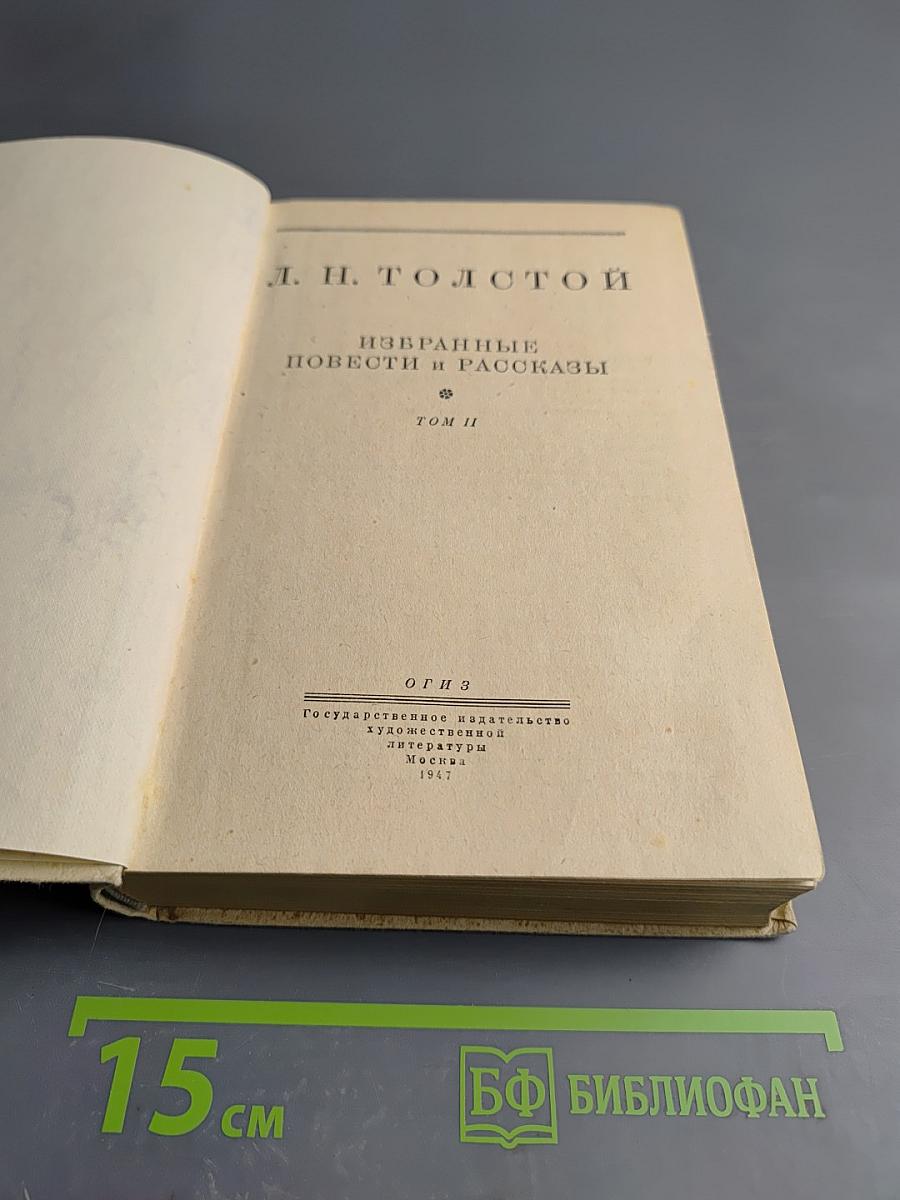 Л. Н. ТОЛСТОЙ
ИЗБРАННЫЕ
ПОВЕСТИ и РАССКАЗЫ
ТОМ II
ОГИЗ
Государственное издательство
художественной
литературы
Москва
1947
15 см
БФ БИБЛИОФАН